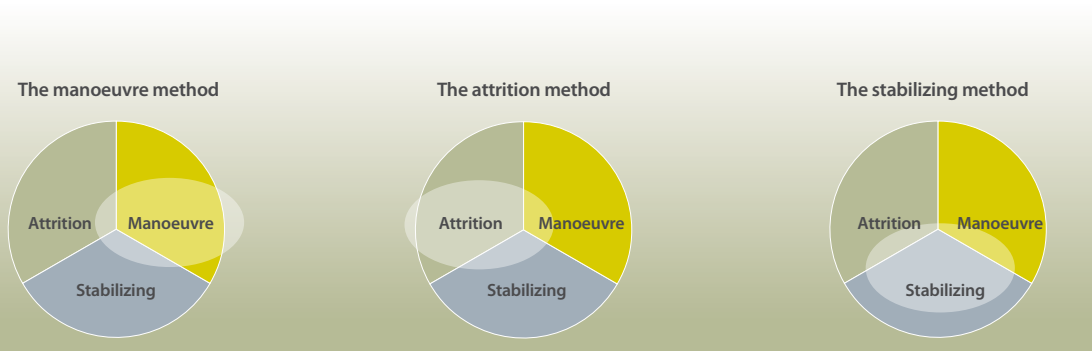 The manoeuvre method
Attrition
Manoeuvre
Stabilizing
The attrition method
Attrition
Manoeuvre
Stabilizing
The stabilizing method
Attrition
Manoeuvre
Stabilizing